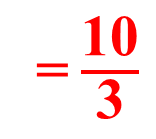 = 10/3